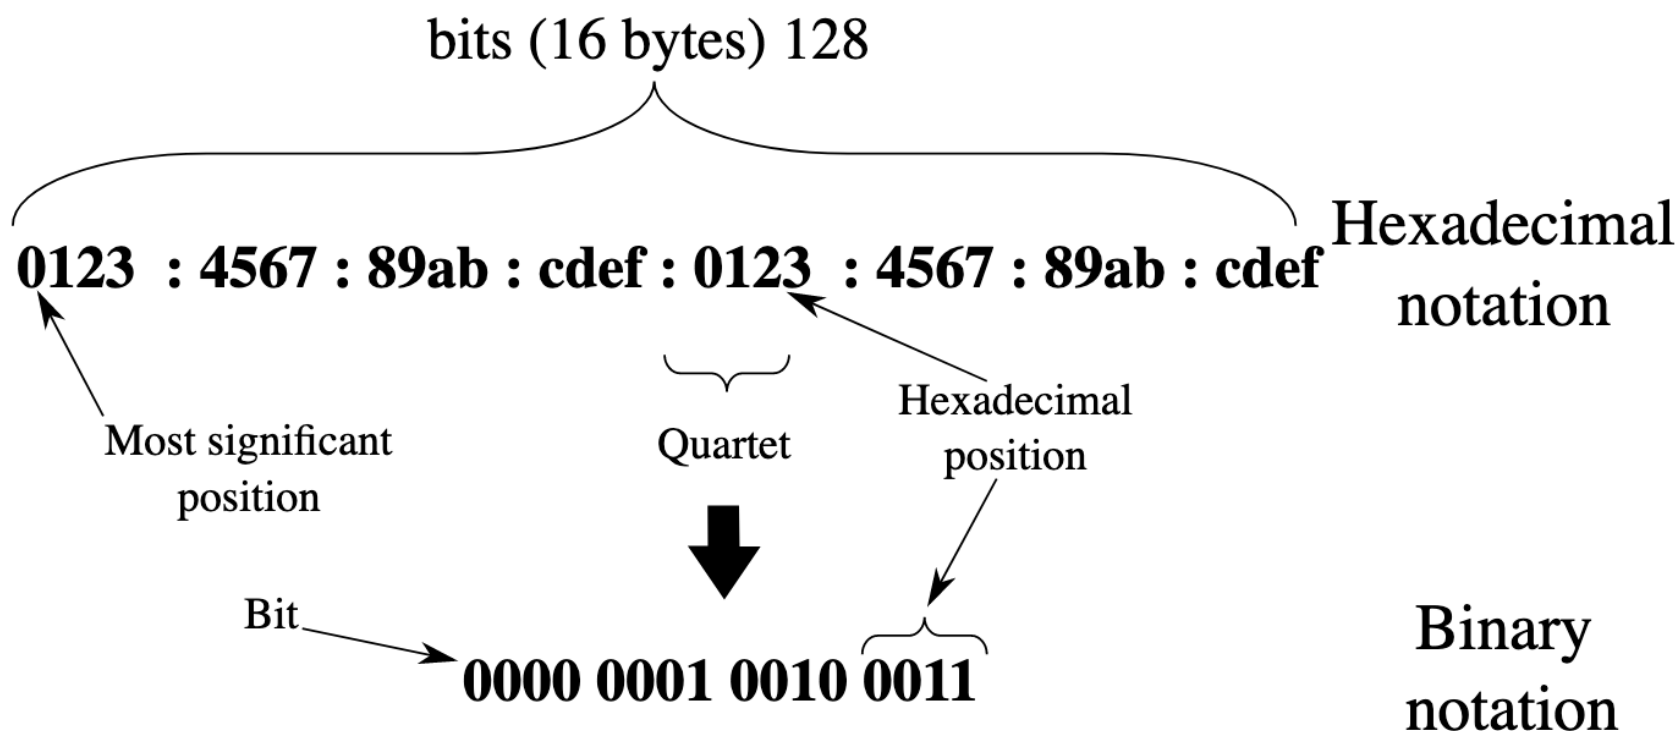 bits (16 bytes) 128
0123 : 4567 : 89ab : cdef : 0123 : 4567 : 89ab : cdef
Hexadecimal
notation
Most significant
position
Quartet
Hexadecimal
position
Bit
0000 0001 0010 0011
Binary
notation